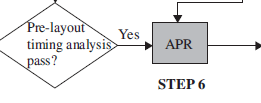 Pre-layout
timing analysis
pass?
Yes
APR
STEP 6